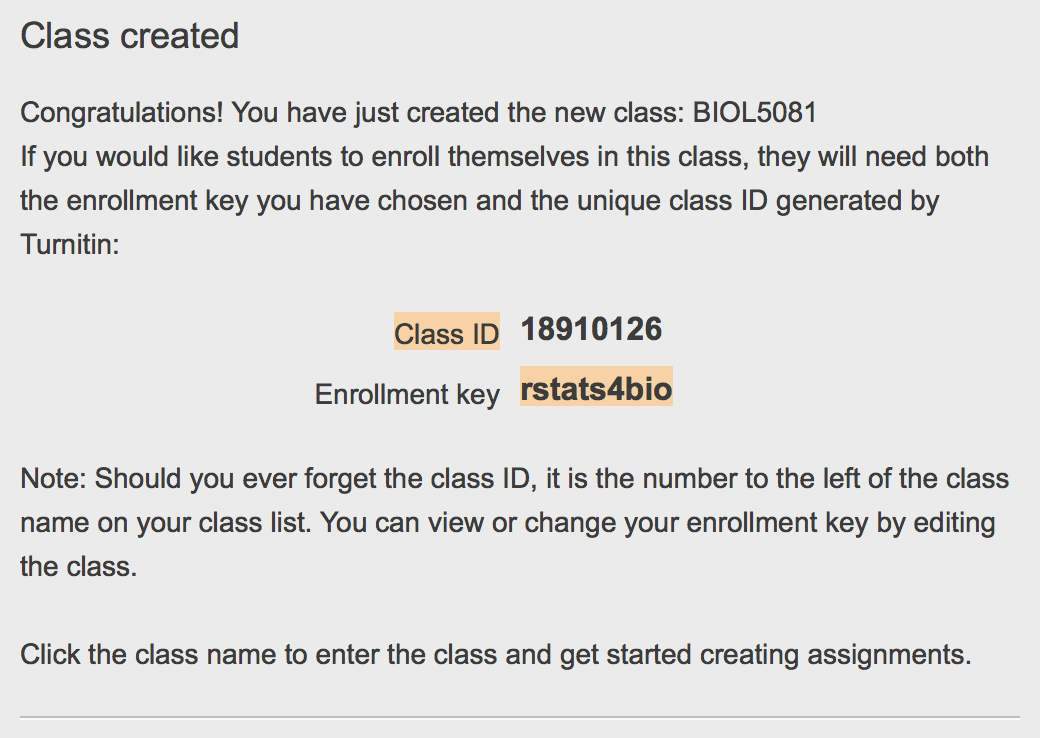 Class created
Congratulations! You have just created the new class: BIOL5081
If you would like students to enroll themselves in this class, they will need both
the enrollment key you have chosen and the unique class ID generated by
Turnitin:
Class ID 18910126
Enrollment key rstats4bio
Note: Should you ever forget the class ID, it is the number to the left of the class
name on your class list. You can view or change your enrollment key by editing
the class.
Click the class name to enter the class and get started creating assignments.